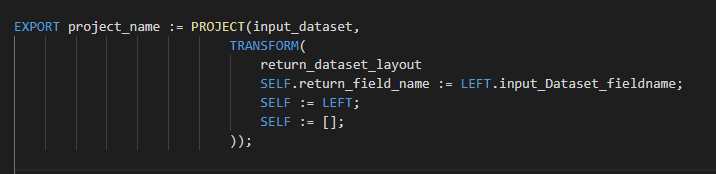 EXPORT project_name := PROJECT(input_dataset,
TRANSFORM(
return_dataset_layout
SELF.return_field_name := LEFT.input_Dataset_fieldname;
SELF := LEFT;
SELF := [];
));